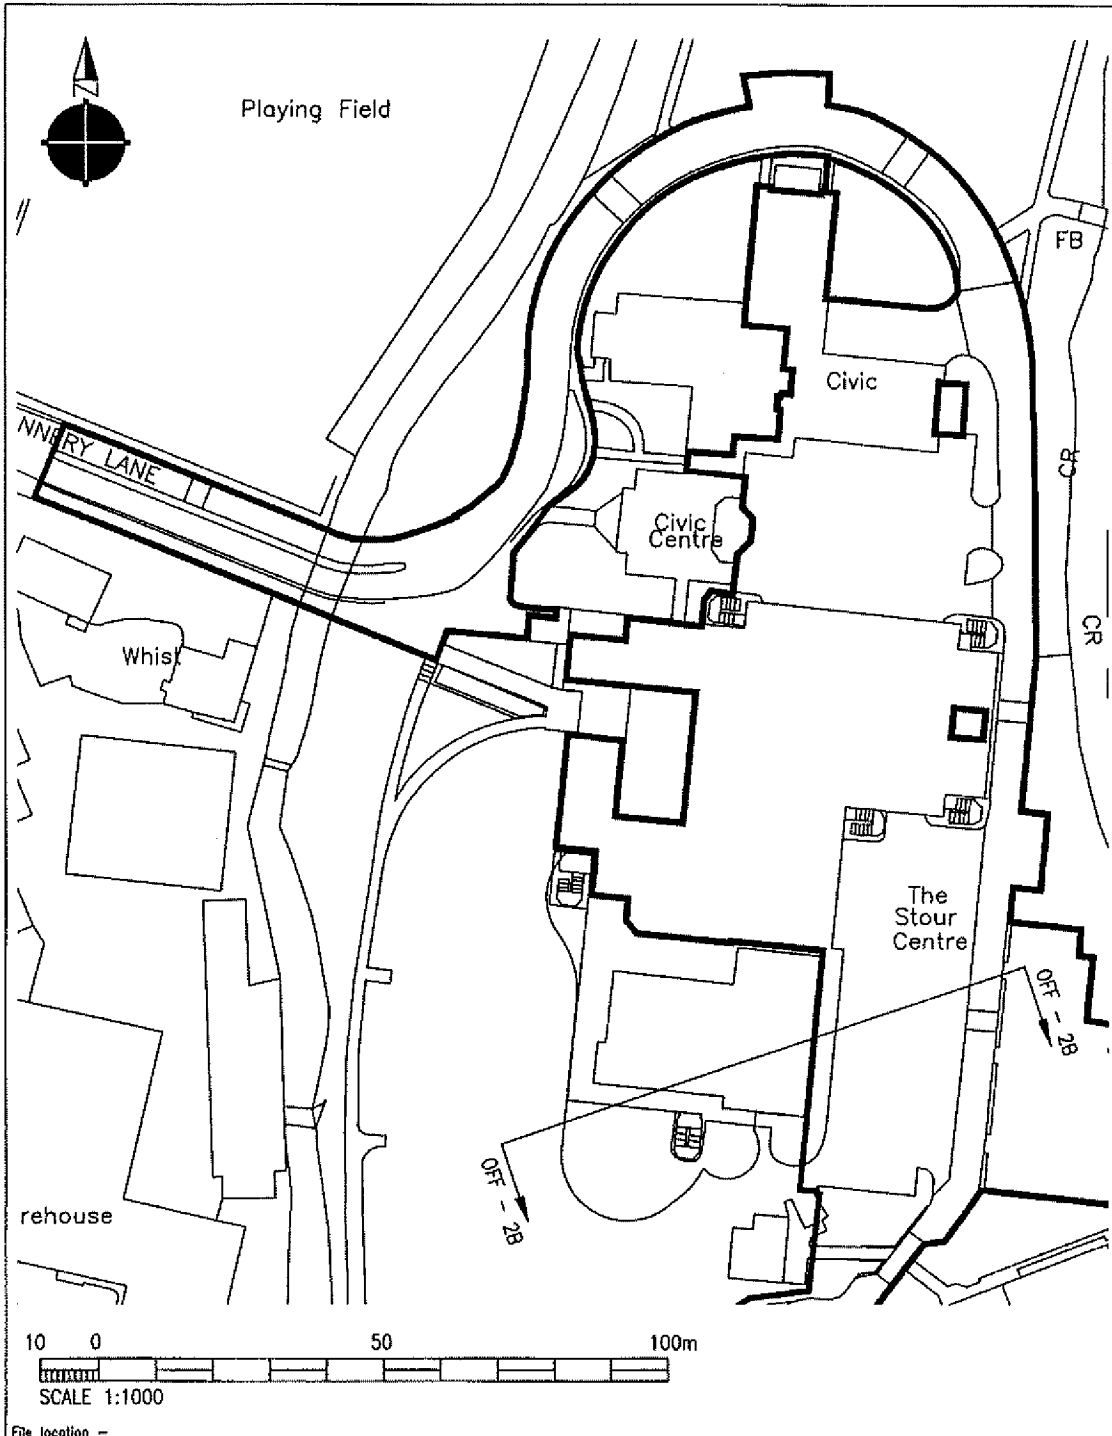 N
Playing Field
FB
Civic
NNERY LANE
CR
Civic
Centre
CR
Whist
The
Stour
Centre
OFF - 2B
OFF - 2B
rehouse
10 0 50 100m
SCALE 1:1000
File location -